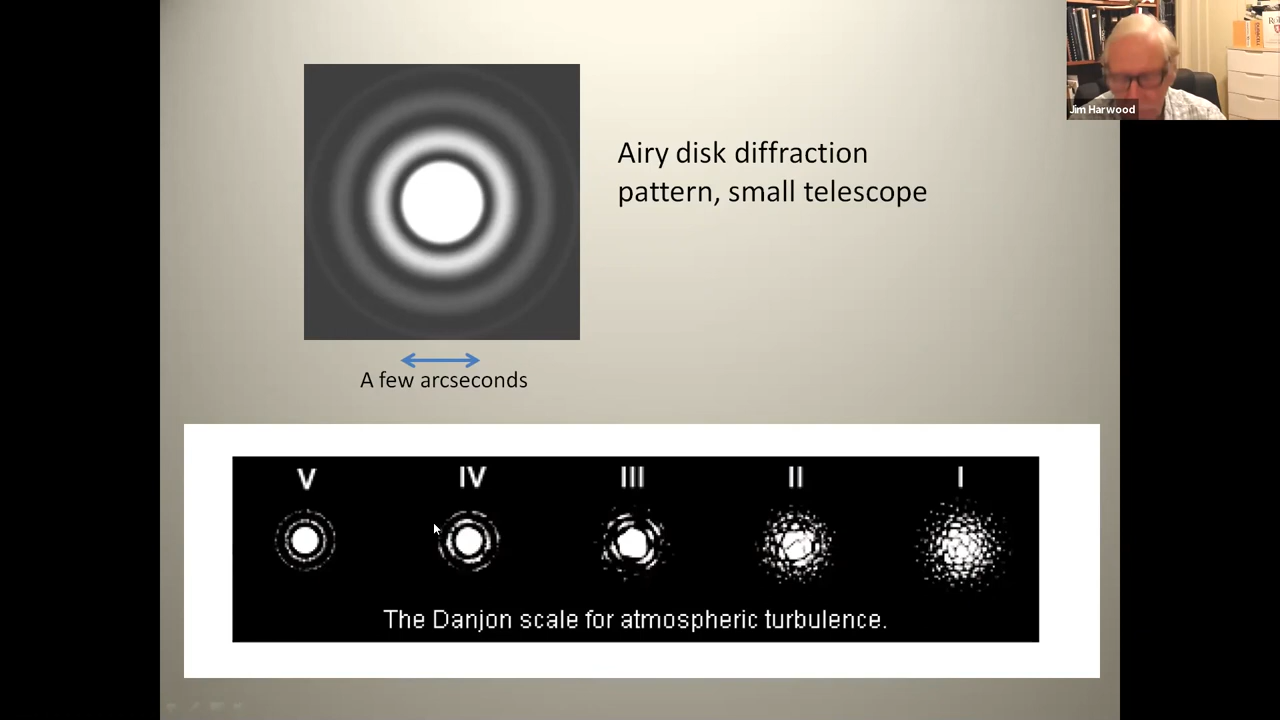 Airy disk diffraction
pattern, small telescope
Jim Harwood
A few arcseconds
V IV III II I
The Danjon scale for atmospheric turbulence.